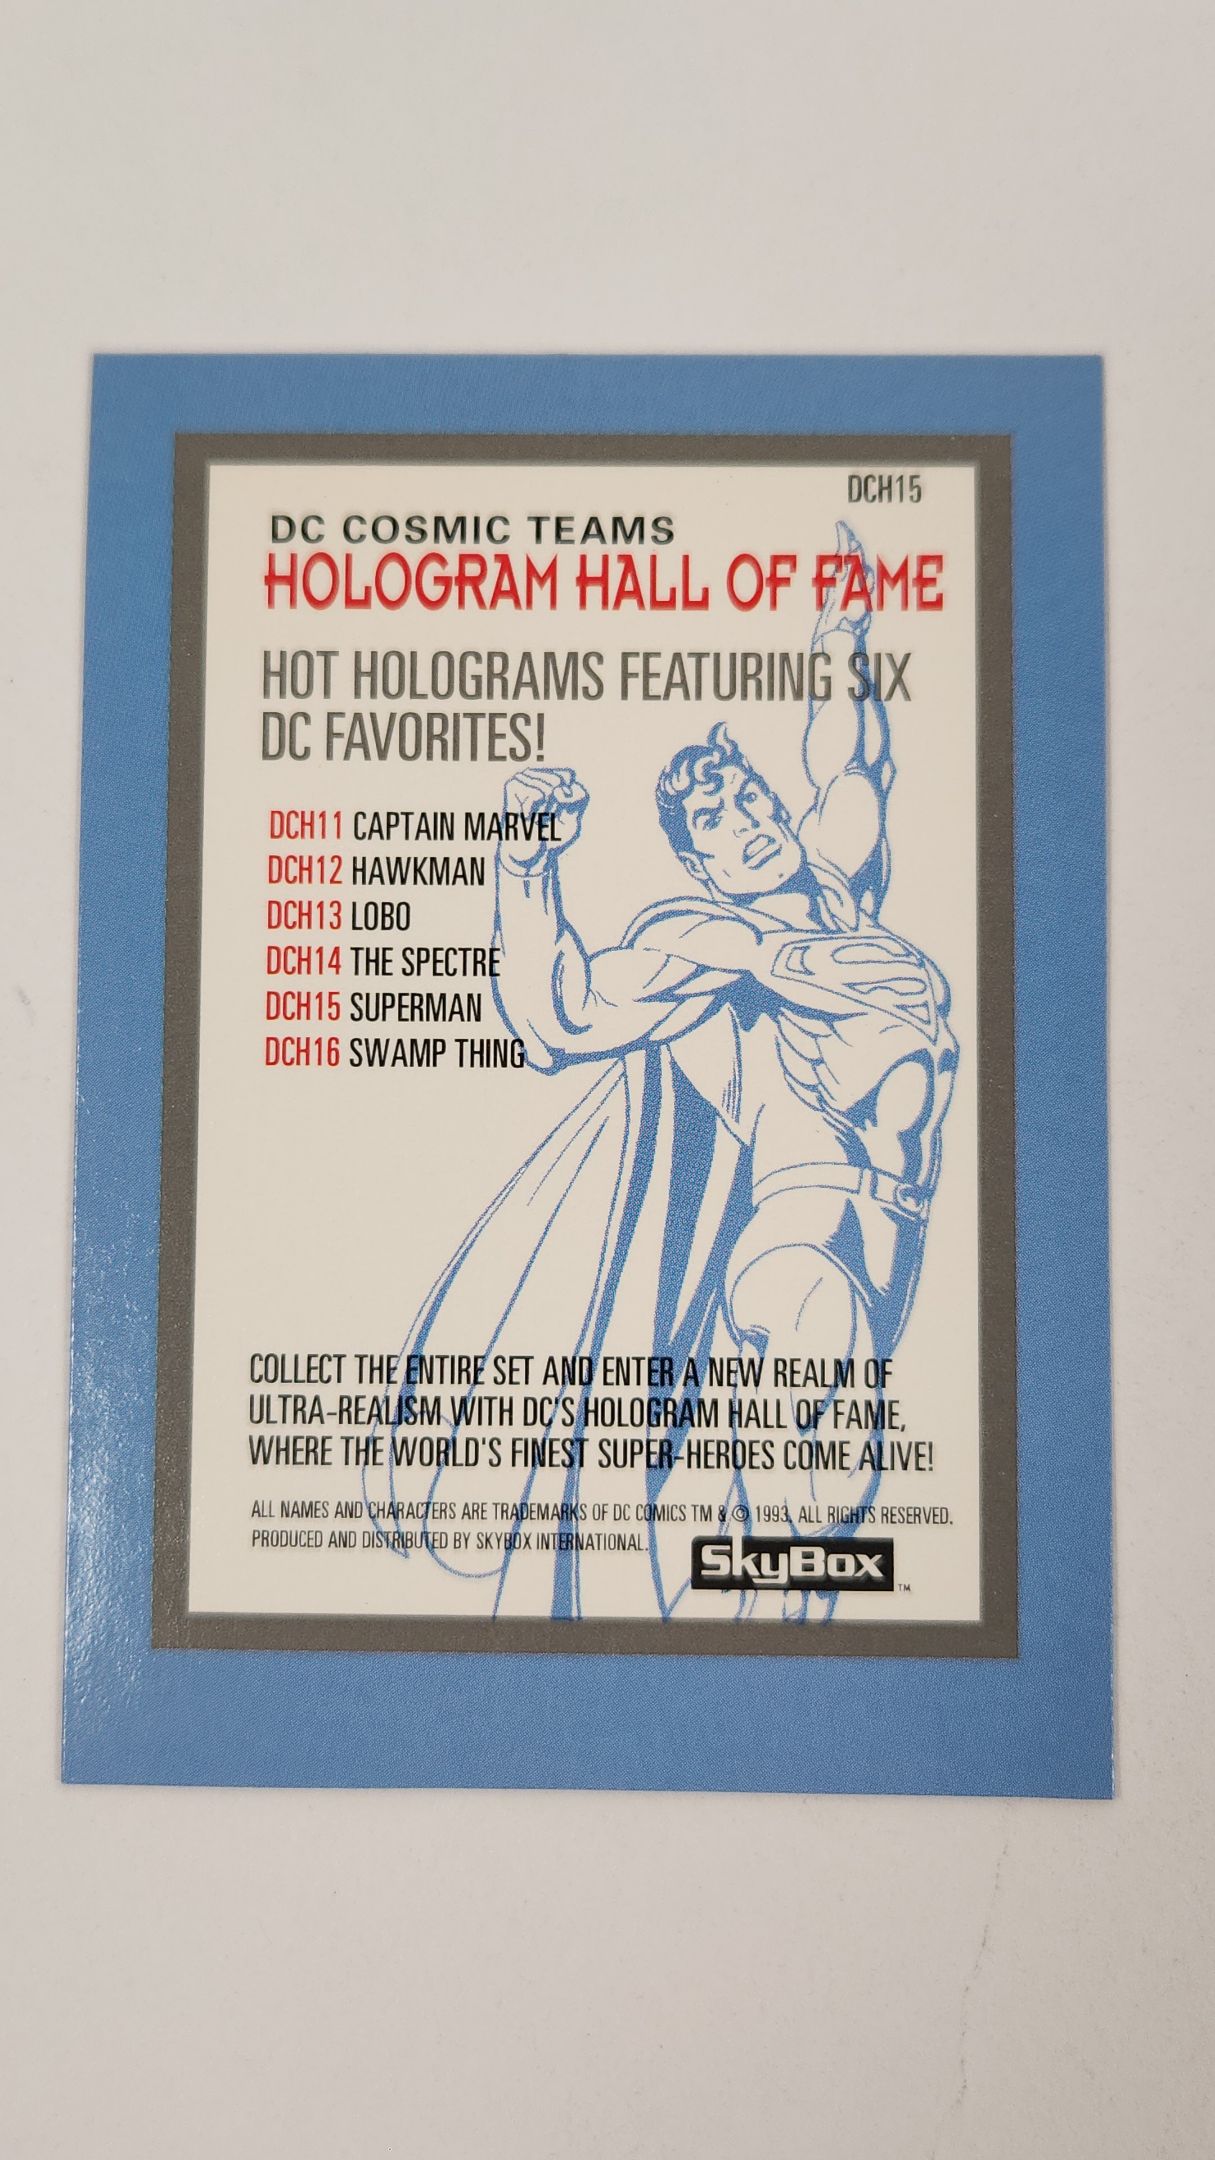 DCH15
DC COSMIC TEAMS
HOLOGRAM HALL OF FAME
HOT HOLOGRAMS FEATURING SIX
DC FAVORITES!
DCH11 CAPTAIN MARVEL
DCH12 HAWKMAN
DCH13 LOBO
DCH14 THE SPECTRE
DCH15 SUPERMAN
DCH16 SWAMP THING
COLLECT THE ENTIRE SET AND ENTER A NEW REALM OF
ULTRA-REALISM WITH DC'S HOLOGRAM HALL OF FAME,
WHERE THE WORLD'S FINEST SUPER-HEROES COME ALIVE!
ALL NAMES AND CHARACTERS ARE TRADEMARKS OF DC COMICS TM & © 1993. ALL RIGHTS RESERVED.
PRODUCED AND DISTRIBUTED BY SKYBOX INTERNATIONAL.
SkyBox TM